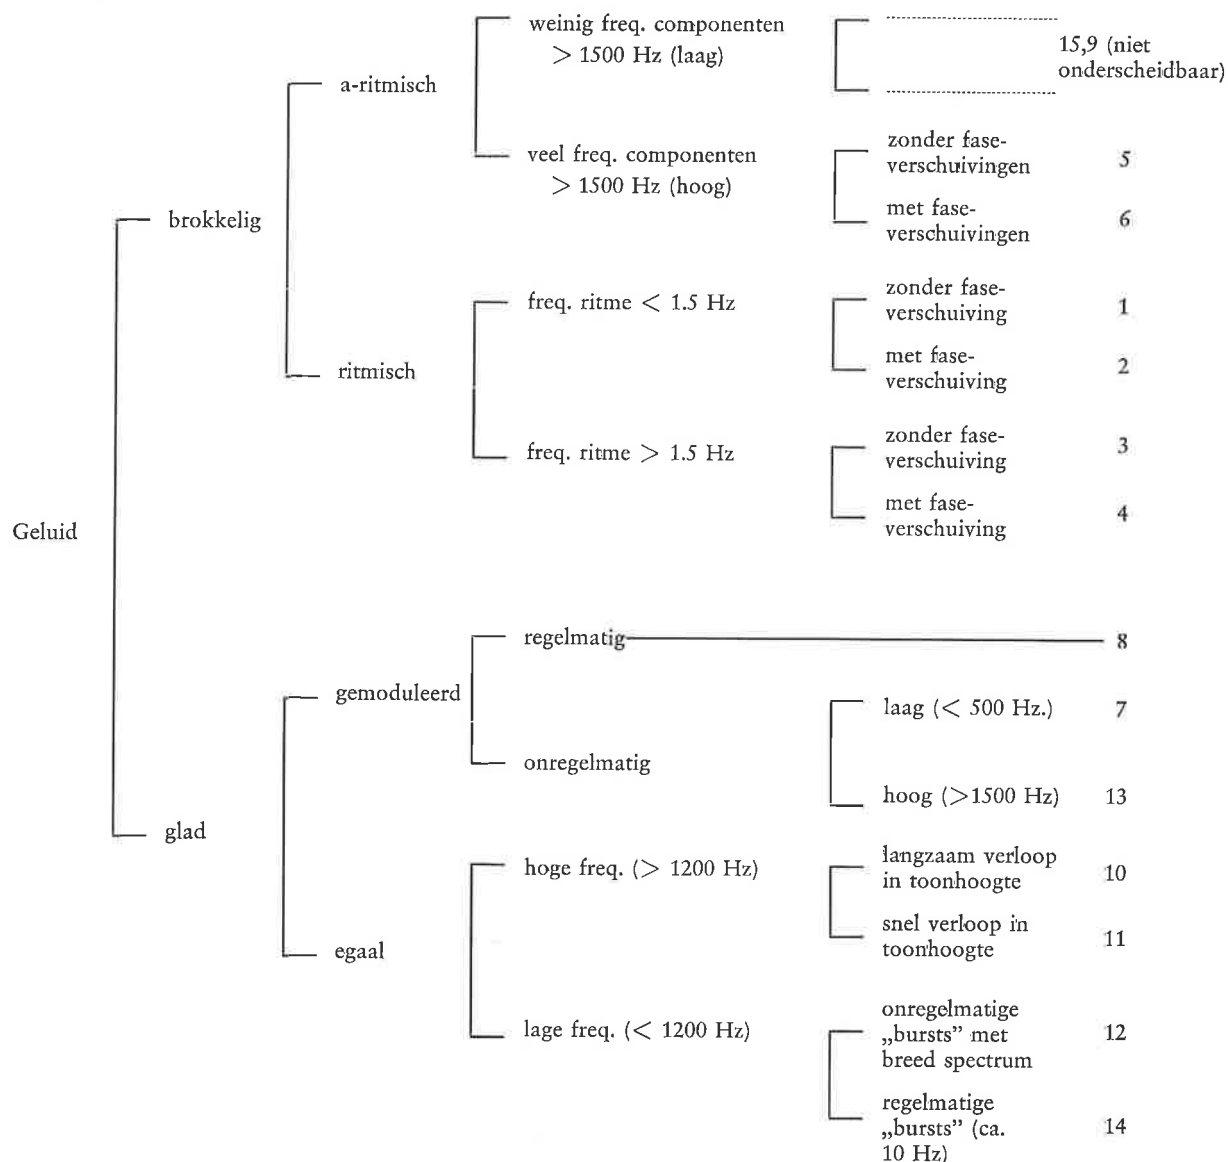 weinig freq. componenten
> 1500 Hz (laag)
15,9 (niet
onderscheidbaar)
a-ritmisch
veel freq. componenten
> 1500 Hz (hoog)
zonder fase-
verschuivingen
5
met fase-
verschuivingen
6
brokkelig
freq. ritme < 1.5 Hz
zonder fase-
verschuiving
1
met fase-
verschuiving
2
ritmisch
freq. ritme > 1.5 Hz
zonder fase-
verschuiving
3
met fase-
verschuiving
4
Geluid
regelmatig
8
gemoduleerd
laag (< 500 Hz.)
7
onregelmatig
hoog (>1500 Hz)
13
glad
hoge freq. (> 1200 Hz)
langzaam verloop
in toonhoogte
10
snel verloop in
toonhoogte
11
egaal
lage freq. (< 1200 Hz)
onregelmatige
„bursts” met
breed spectrum
12
regelmatige
„bursts” (ca.
10 Hz)
14